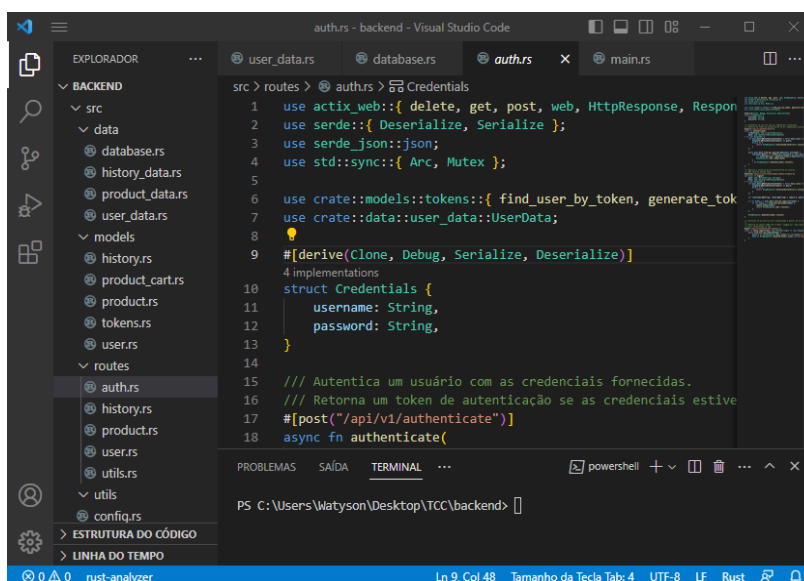 auth.rs - backend - Visual Studio Code
EXPLORADOR ...
BACKEND
src
data
database.rs
history_data.rs
product_data.rs
user_data.rs
models
history.rs
product_cart.rs
product.rs
tokens.rs
user.rs
routes
auth.rs
history.rs
product.rs
user.rs
utils.rs
utils
config.rs
ESTRUTURA DO CÓDIGO
LINHA DO TEMPO
user_data.rs database.rs auth.rs main.rs
src > routes > auth.rs > Credentials
1 use actix_web::{ delete, get, post, web, HttpResponse, Respon
2 use serde::{ Deserialize, Serialize };
3 use serde_json::json;
4 use std::sync::{ Arc, Mutex };
5
6 use crate::models::tokens::{ find_user_by_token, generate_tok
7 use crate::data::user_data::UserData;
8
9 #[derive(Clone, Debug, Serialize, Deserialize)]
4 implementations
10 struct Credentials {
11 username: String,
12 password: String,
13 }
14
15 /// Autentica um usuário com as credenciais fornecidas.
16 /// Retorna um token de autenticação se as credenciais estive
17 #[post("/api/v1/authenticate")]
18 async fn authenticate(
PROBLEMS SAÍDA TERMINAL ... powershell
PS C:\Users\Watyson\Desktop\TCC\backend>
0 0 rust-analyzer Ln 9, Col 48 Tamanho da Tecla Tab: 4 UTF-8 LF Rust